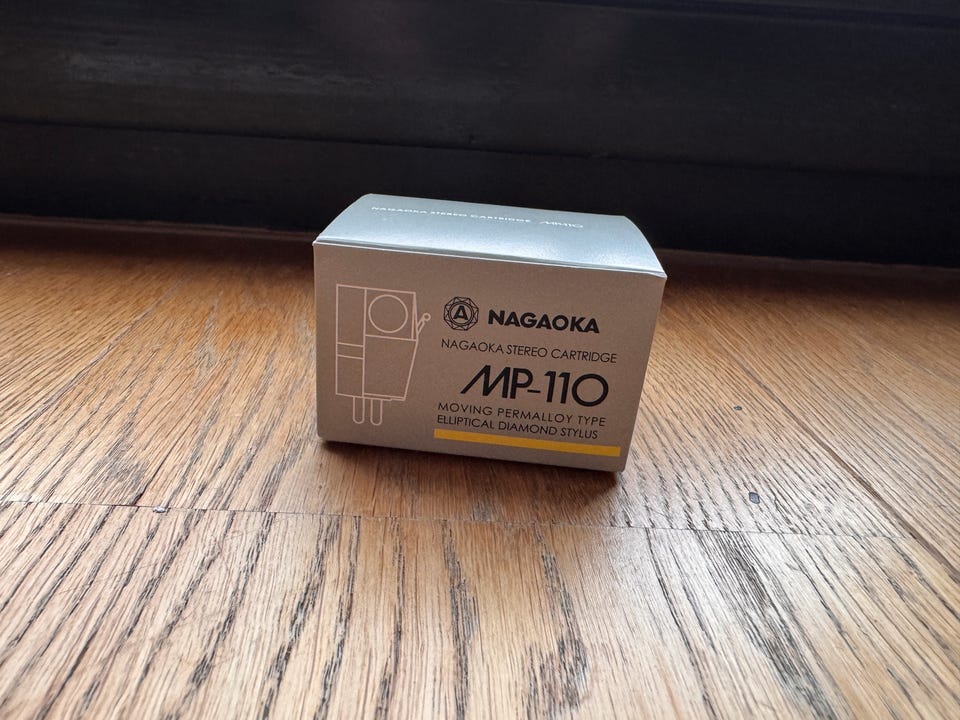 NAGAOKA STEREO CARTRIDGE MP-110
A NAGAOKA
NAGAOKA STEREO CARTRIDGE
MP-110
MOVING PERMALLOY TYPE
ELLIPTICAL DIAMOND STYLUS